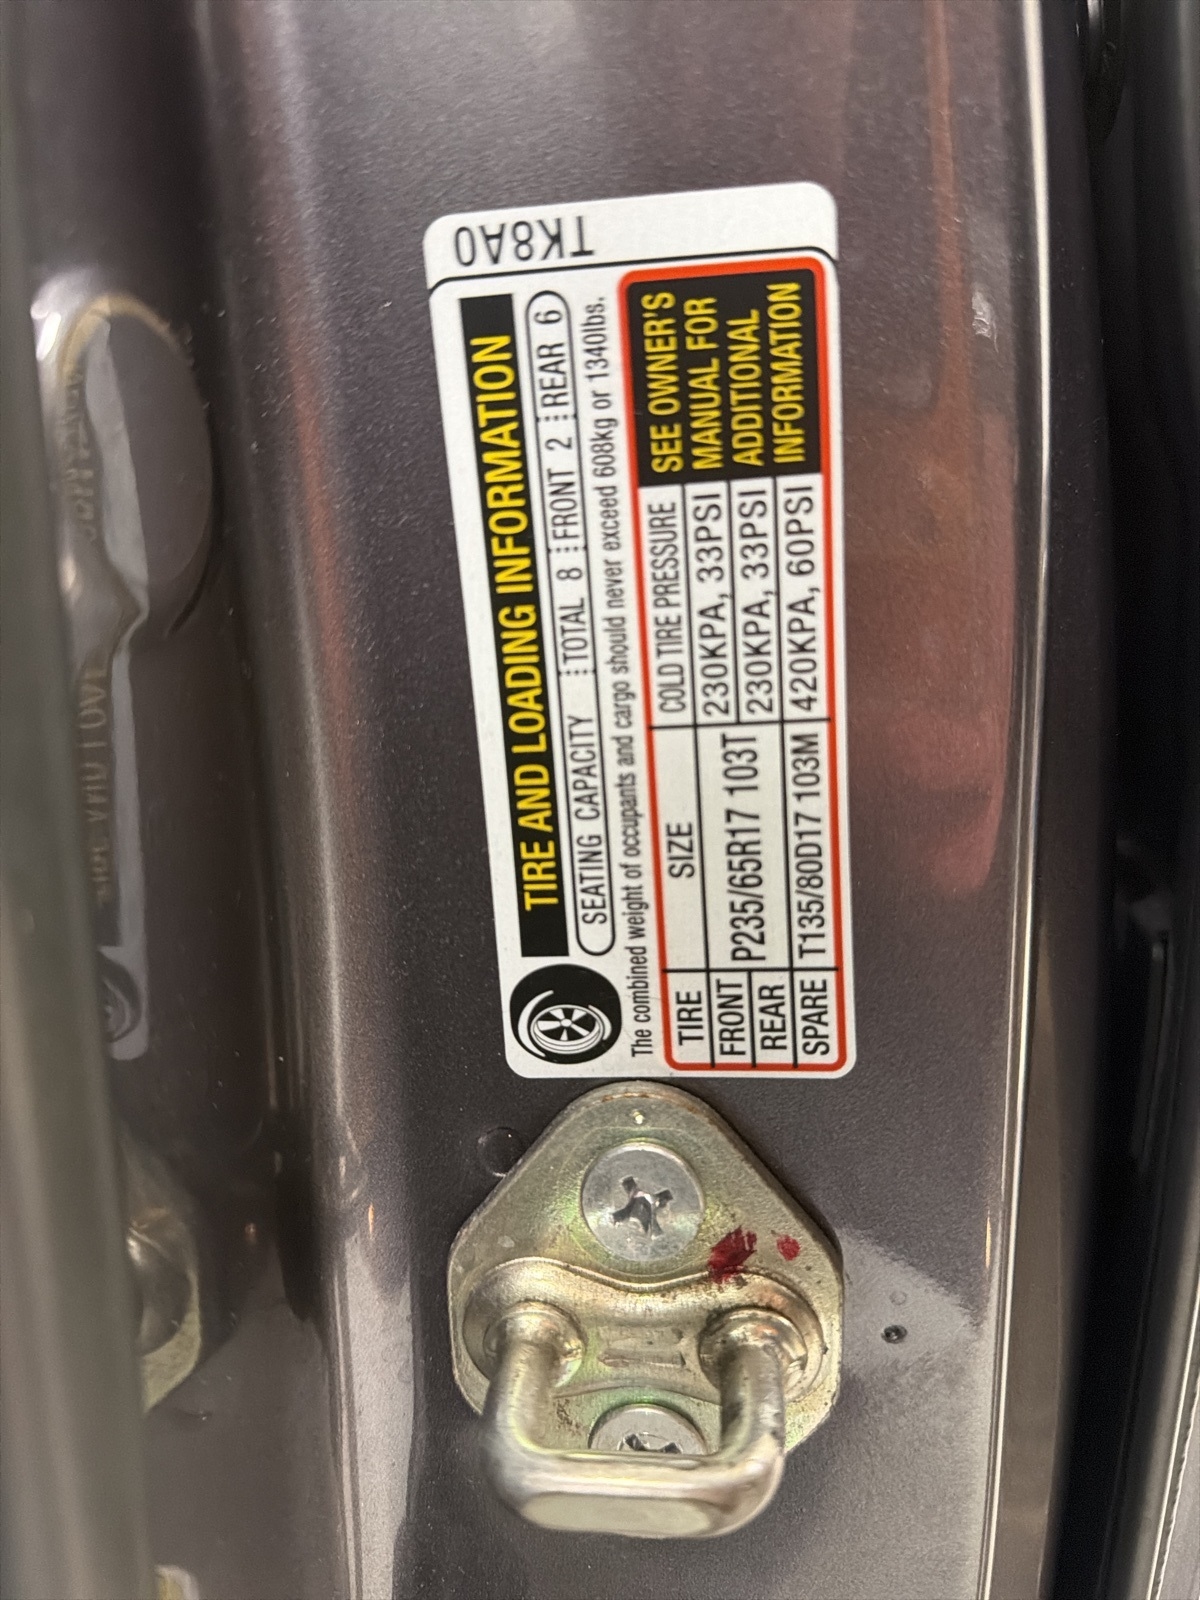 TK8A0
TIRE AND LOADING INFORMATION
SEATING CAPACITY TOTAL 8 FRONT 2 REAR 6
The combined weight of occupants and cargo should never exceed 608kg or 1340lbs.
TIRE SIZE COLD TIRE PRESSURE
FRONT P235/65R17 103T 230KPA, 33PSI
REAR 230KPA, 33PSI
SPARE T135/80D17 103M 420KPA, 60PSI
SEE OWNER'S
MANUAL FOR
ADDITIONAL
INFORMATION